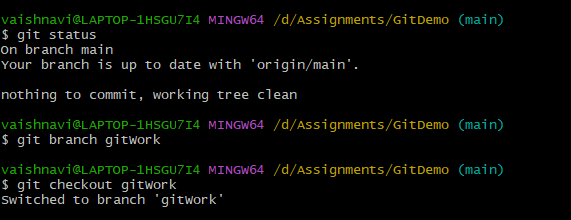 vaishnavi@LAPTOP-1HSGU7I4 MINGW64 /d/Assignments/GitDemo (main)
$ git status
On branch main
Your branch is up to date with 'origin/main'.
nothing to commit, working tree clean
vaishnavi@LAPTOP-1HSGU7I4 MINGW64 /d/Assignments/GitDemo (main)
$ git branch gitWork
vaishnavi@LAPTOP-1HSGU7I4 MINGW64 /d/Assignments/GitDemo (main)
$ git checkout gitWork
Switched to branch 'gitWork'